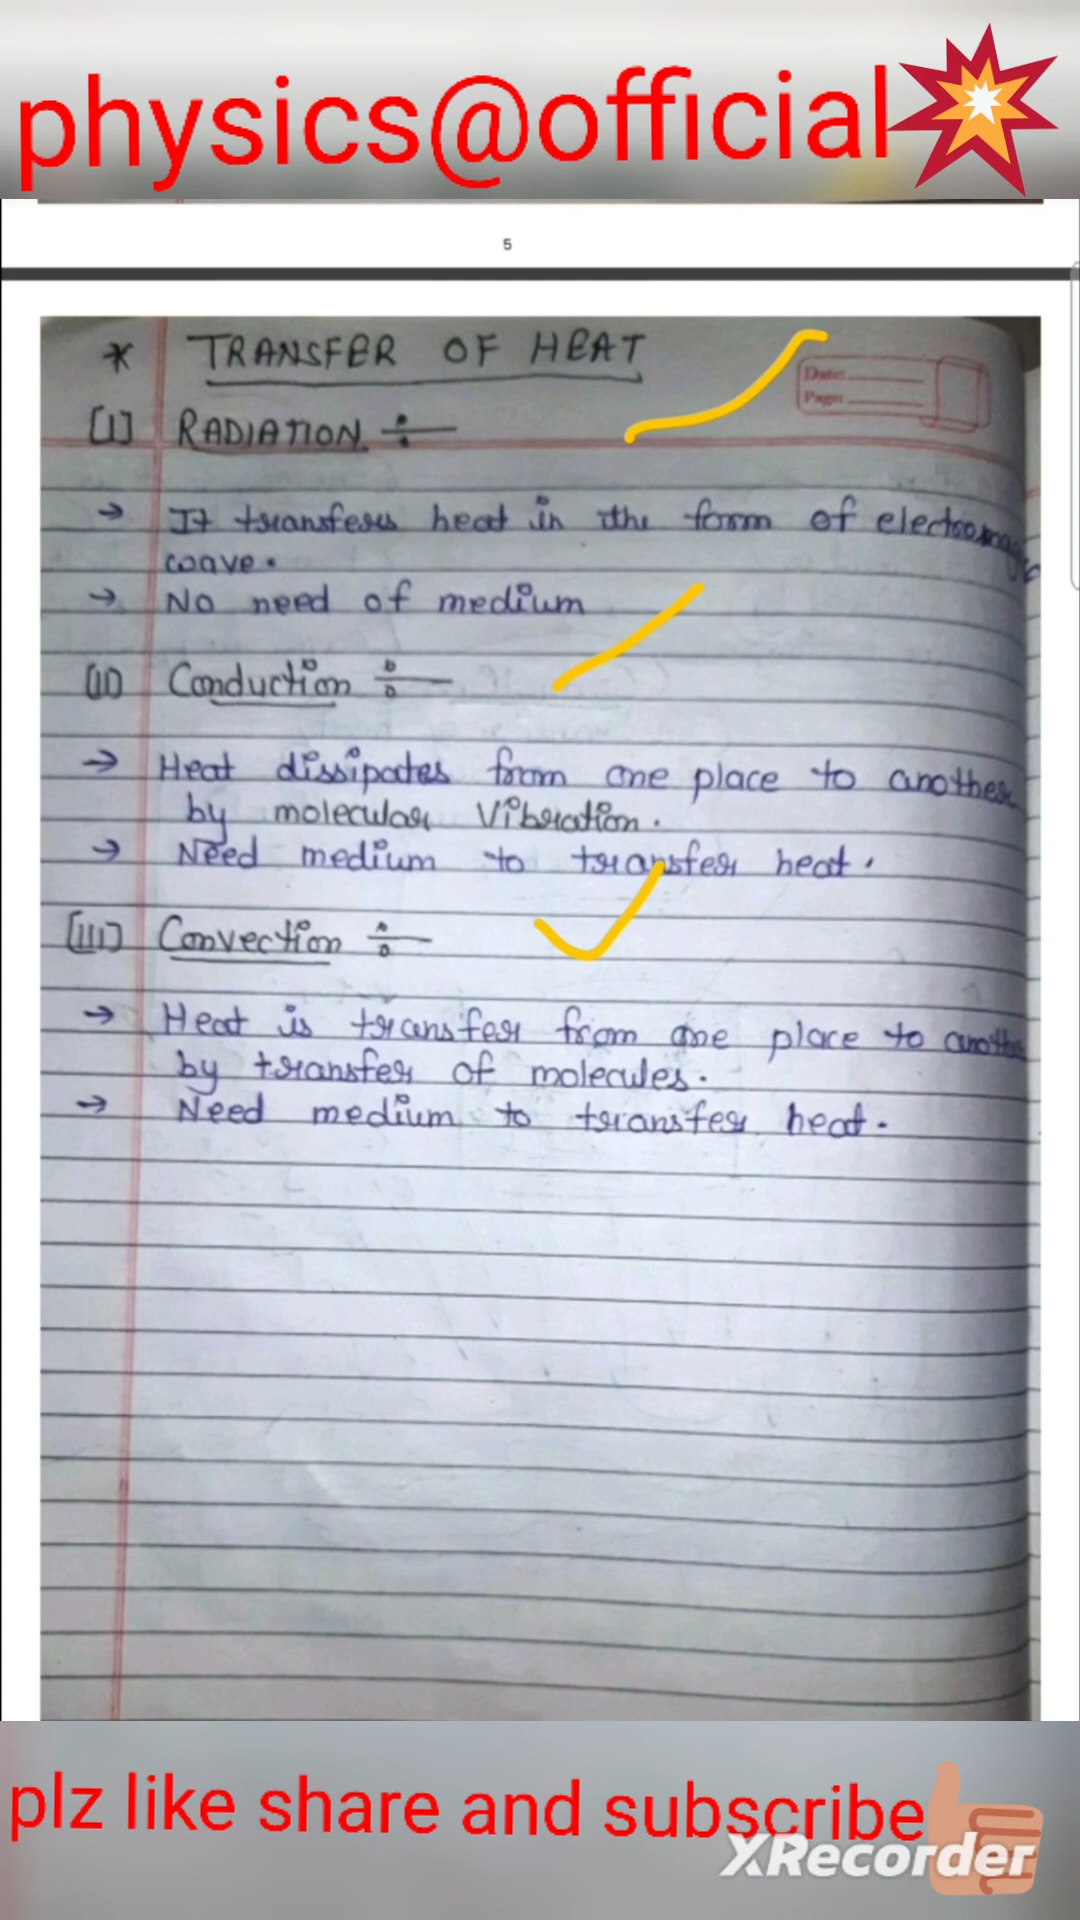 physics@official
5
* TRANSFER OF HEAT
Date:
Page:
[I] RADIATION ÷
→ It transfers heat in the form of electromagnetic
wave.
→ No need of medium
(II) Conduction ÷
→ Heat dissipates from one place to another
by molecular vibration.
→ Need medium to transfer heat.
[III] Convection ÷
→ Heat is transfer from one place to another
by transfer of molecules.
→ Need medium to transfer heat.
plz like share and subscribe
XRecorder